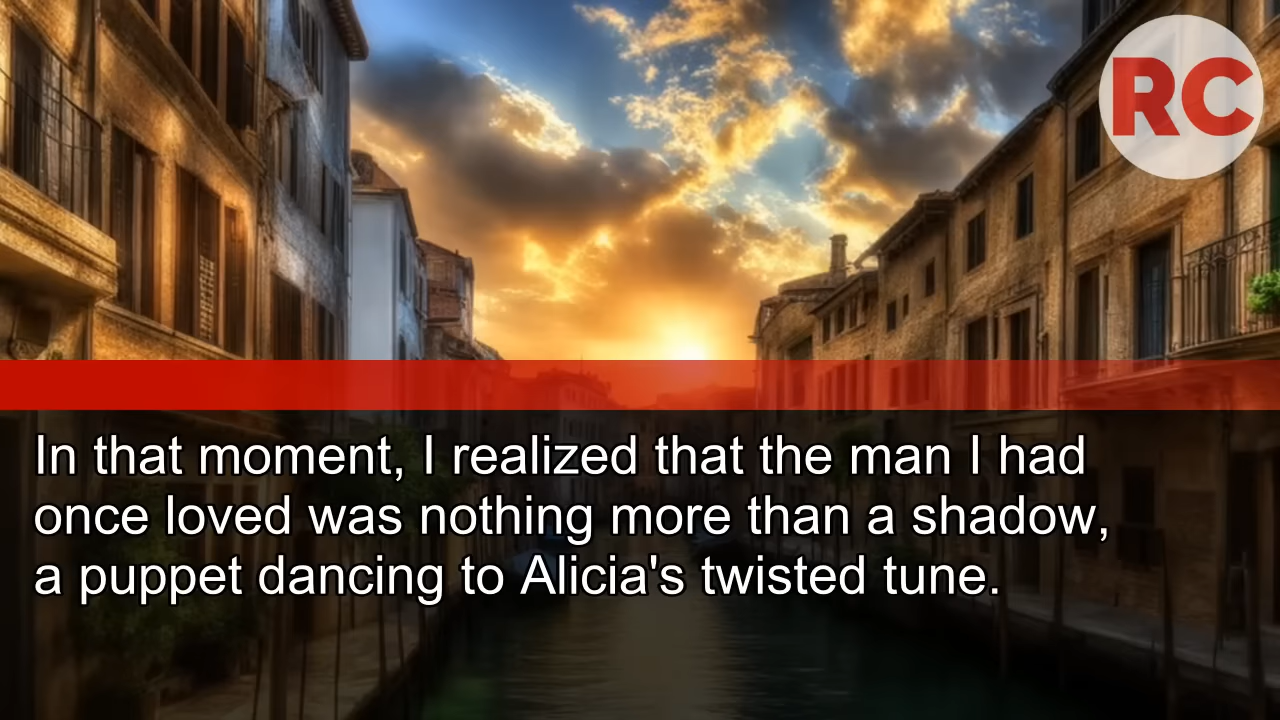 RC
In that moment, I realized that the man I had
once loved was nothing more than a shadow,
a puppet dancing to Alicia's twisted tune.